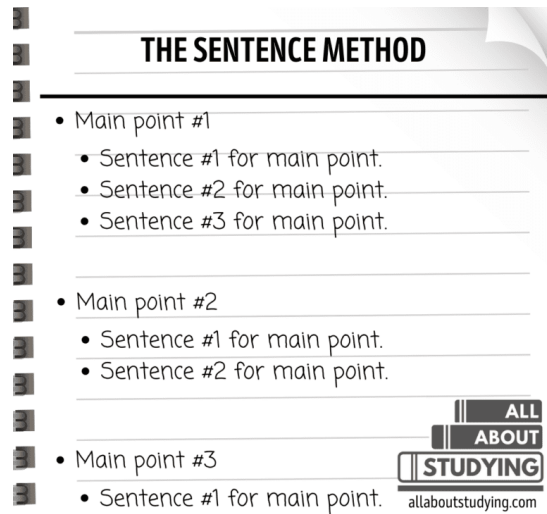 THE SENTENCE METHOD
• Main point #1
• Sentence #1 for main point.
• Sentence #2 for main point.
• Sentence #3 for main point.
• Main point #2
• Sentence #1 for main point.
• Sentence #2 for main point.
• Main point #3
• Sentence #1 for main point.
ALL
ABOUT
STUDYING
allaboutstudying.com